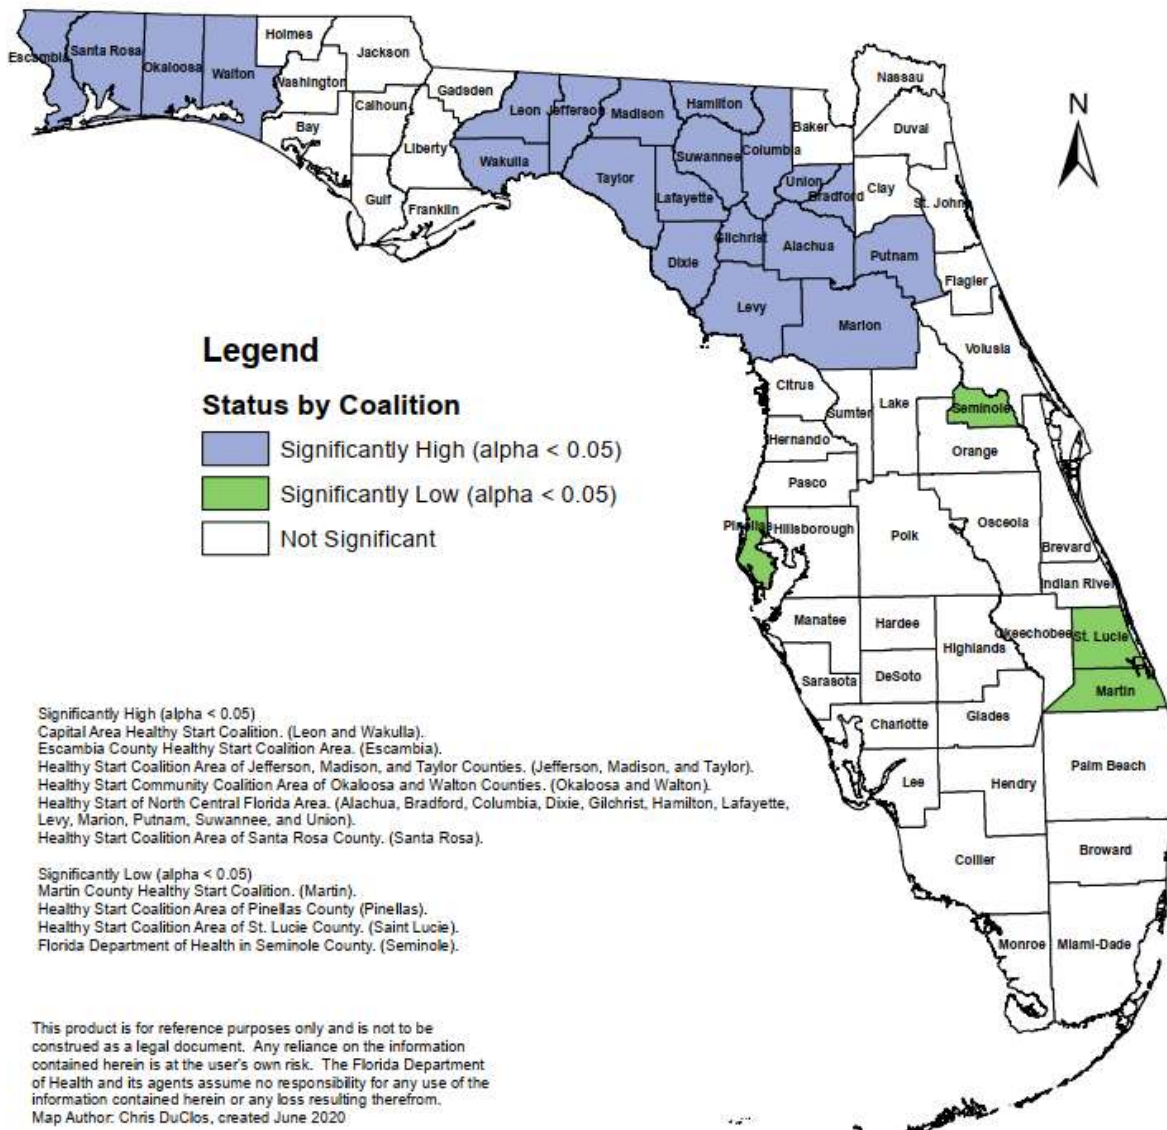 Holmes
Jackson
Escambia
Santa Rosa
Okaloosa
Walton
Washington
Calhoun
Gadsden
Bay
Liberty
Gulf
Franklin
Leon
Jefferson
Madison
Hamilton
Wakulla
Taylor
Suwannee
Columbia
Lafayette
Baker
Nassau
Duval
Union
Bradford
Clay
St. Johns
Gilchrist
Alachua
Putnam
Dixie
Flagler
Levy
Marion
Volusia
N
Citrus
Sumter
Lake
Seminole
Hernando
Orange
Pasco
Pinellas
Hillsborough
Polk
Osceola
Brevard
Indian River
Manatee
Hardee
Highlands
Okeechobee
St. Lucie
Sarasota
DeSoto
Martin
Charlotte
Glades
Lee
Hendry
Palm Beach
Collier
Broward
Monroe
Miami-Dade
Legend
Status by Coalition
Significantly High (alpha < 0.05)
Significantly Low (alpha < 0.05)
Not Significant
Significantly High (alpha < 0.05)
Capital Area Healthy Start Coalition. (Leon and Wakulla).
Escambia County Healthy Start Coalition Area. (Escambia).
Healthy Start Coalition Area of Jefferson, Madison, and Taylor Counties. (Jefferson, Madison, and Taylor).
Healthy Start Community Coalition Area of Okaloosa and Walton Counties. (Okaloosa and Walton).
Healthy Start of North Central Florida Area. (Alachua, Bradford, Columbia, Dixie, Gilchrist, Hamilton, Lafayette,
Levy, Marion, Putnam, Suwannee, and Union).
Healthy Start Coalition Area of Santa Rosa County. (Santa Rosa).
Significantly Low (alpha < 0.05)
Martin County Healthy Start Coalition. (Martin).
Healthy Start Coalition Area of Pinellas County (Pinellas).
Healthy Start Coalition Area of St. Lucie County. (Saint Lucie).
Florida Department of Health in Seminole County. (Seminole).
This product is for reference purposes only and is not to be
construed as a legal document. Any reliance on the information
contained herein is at the user's own risk. The Florida Department
of Health and its agents assume no responsibility for any use of the
information contained herein or any loss resulting therefrom.
Map Author: Chris DuClos, created June 2020